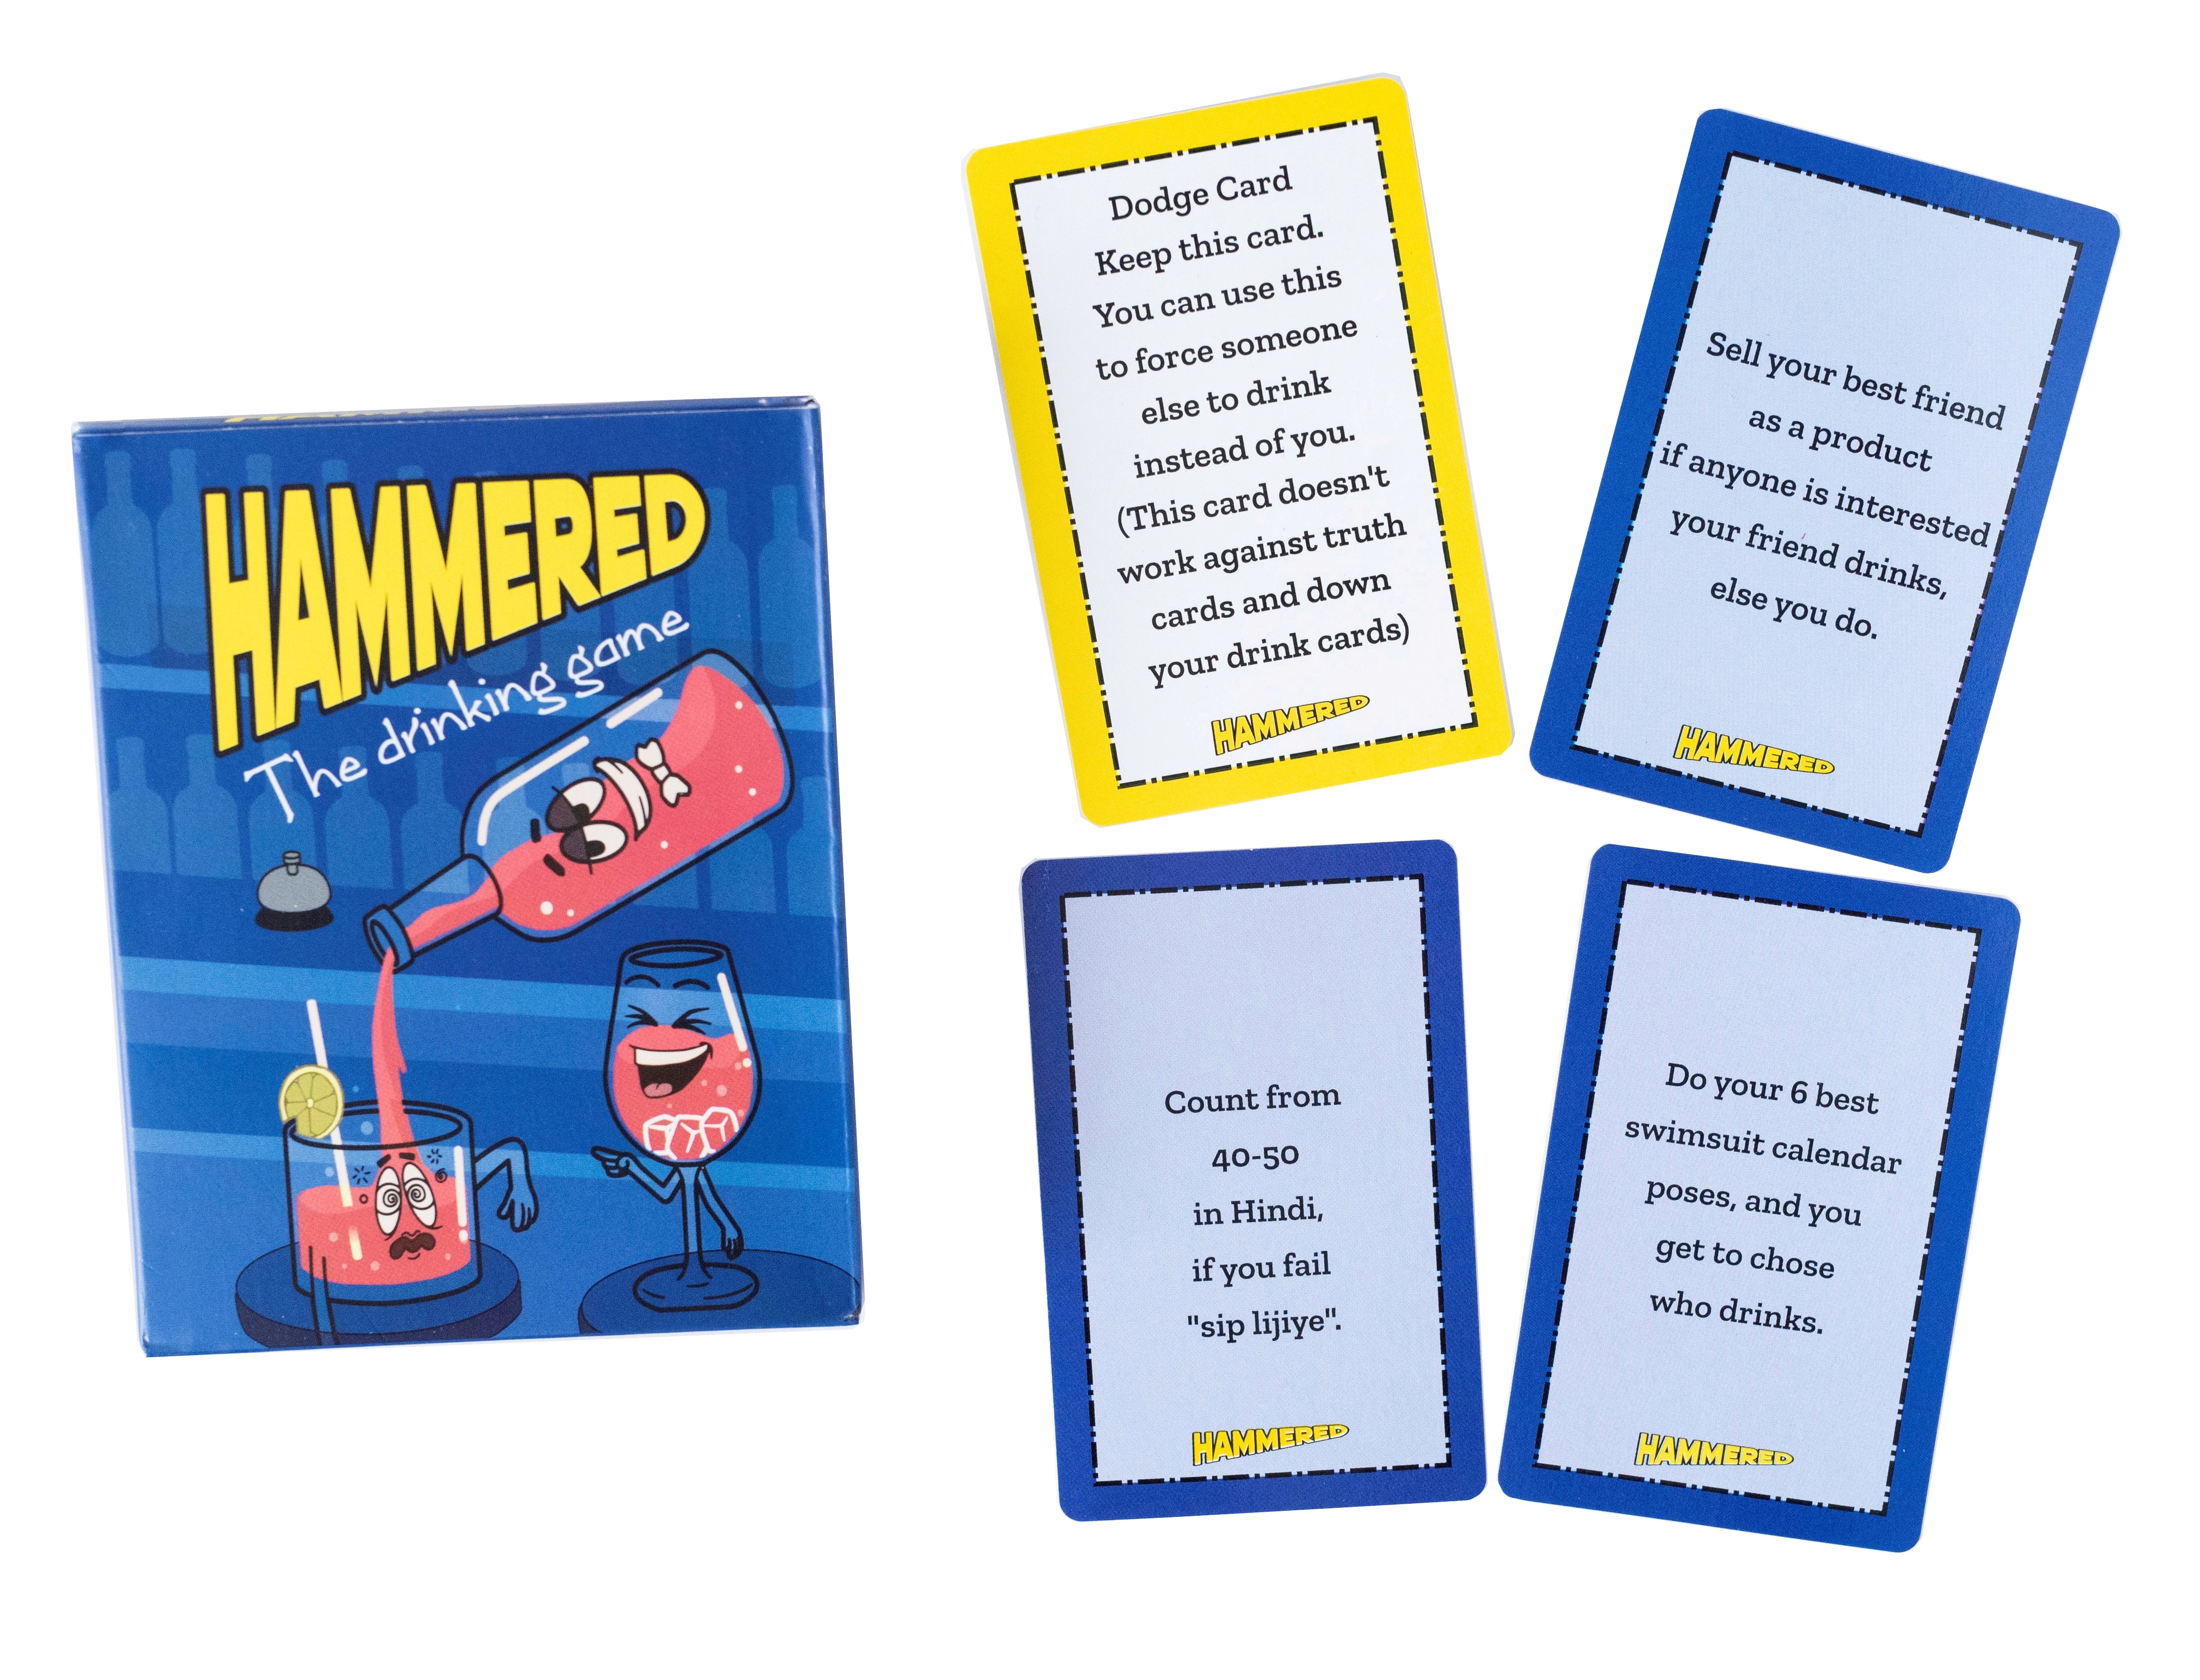 HAMMERED
The drinking game
Dodge Card
Keep this card.
You can use this
to force someone
else to drink
instead of you.
(This card doesn't
work against truth
cards and down
your drink cards)
HAMMERED
Sell your best friend
as a product
if anyone is interested
your friend drinks,
else you do.
HAMMERED
Count from
40-50
in Hindi,
if you fail
"sip lijiye".
HAMMERED
Do your 6 best
swimsuit calendar
poses, and you
get to chose
who drinks.
HAMMERED